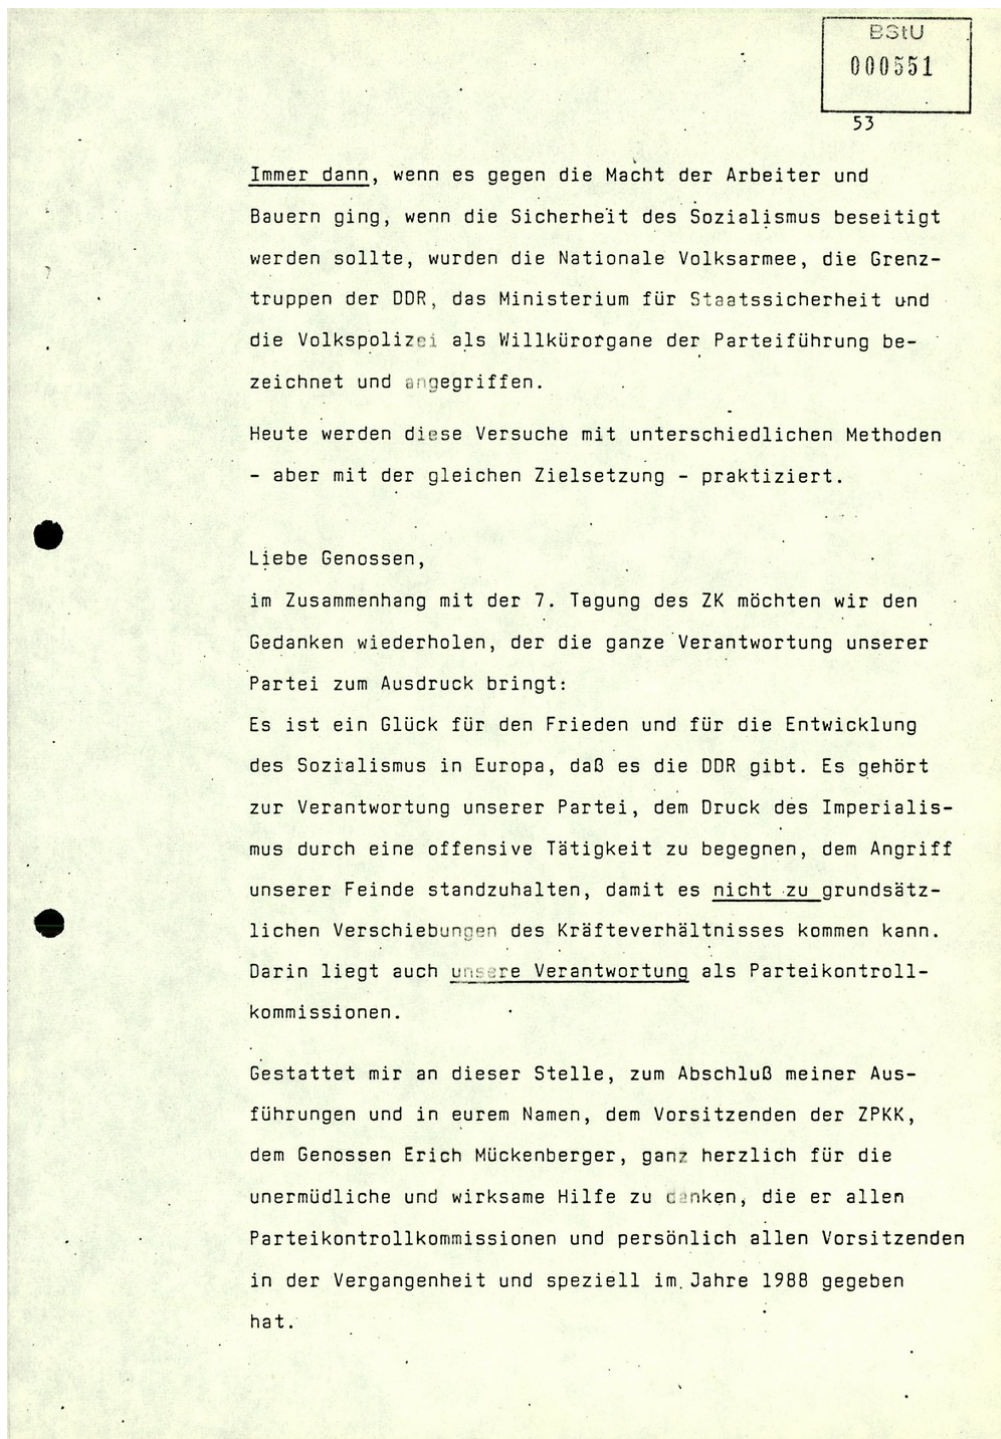 BStU
000551
53
Immer dann, wenn es gegen die Macht der Arbeiter und
Bauern ging, wenn die Sicherheit des Sozialismus beseitigt
werden sollte, wurden die Nationale Volksarmee, die Grenz-
truppen der DDR, das Ministerium für Staatssicherheit und
die Volkspolizei als Willkürorgane der Parteiführung be-
zeichnet und angegriffen.
Heute werden diese Versuche mit unterschiedlichen Methoden
- aber mit der gleichen Zielsetzung - praktiziert.
Liebe Genossen,
im Zusammenhang mit der 7. Tagung des ZK möchten wir den
Gedanken wiederholen, der die ganze Verantwortung unserer
Partei zum Ausdruck bringt:
Es ist ein Glück für den Frieden und für die Entwicklung
des Sozialismus in Europa, daß es die DDR gibt. Es gehört
zur Verantwortung unserer Partei, dem Druck des Imperialis-
mus durch eine offensive Tätigkeit zu begegnen, dem Angriff
unserer Feinde standzuhalten, damit es nicht zu grundsätz-
lichen Verschiebungen des Kräfteverhältnisses kommen kann.
Darin liegt auch unsere Verantwortung als Parteikontroll-
kommissionen.
Gestattet mir an dieser Stelle, zum Abschluß meiner Aus-
führungen und in eurem Namen, dem Vorsitzenden der ZPKK,
dem Genossen Erich Mückenberger, ganz herzlich für die
unermüdliche und wirksame Hilfe zu danken, die er allen
Parteikontrollkommissionen und persönlich allen Vorsitzenden
in der Vergangenheit und speziell im Jahre 1988 gegeben
hat.